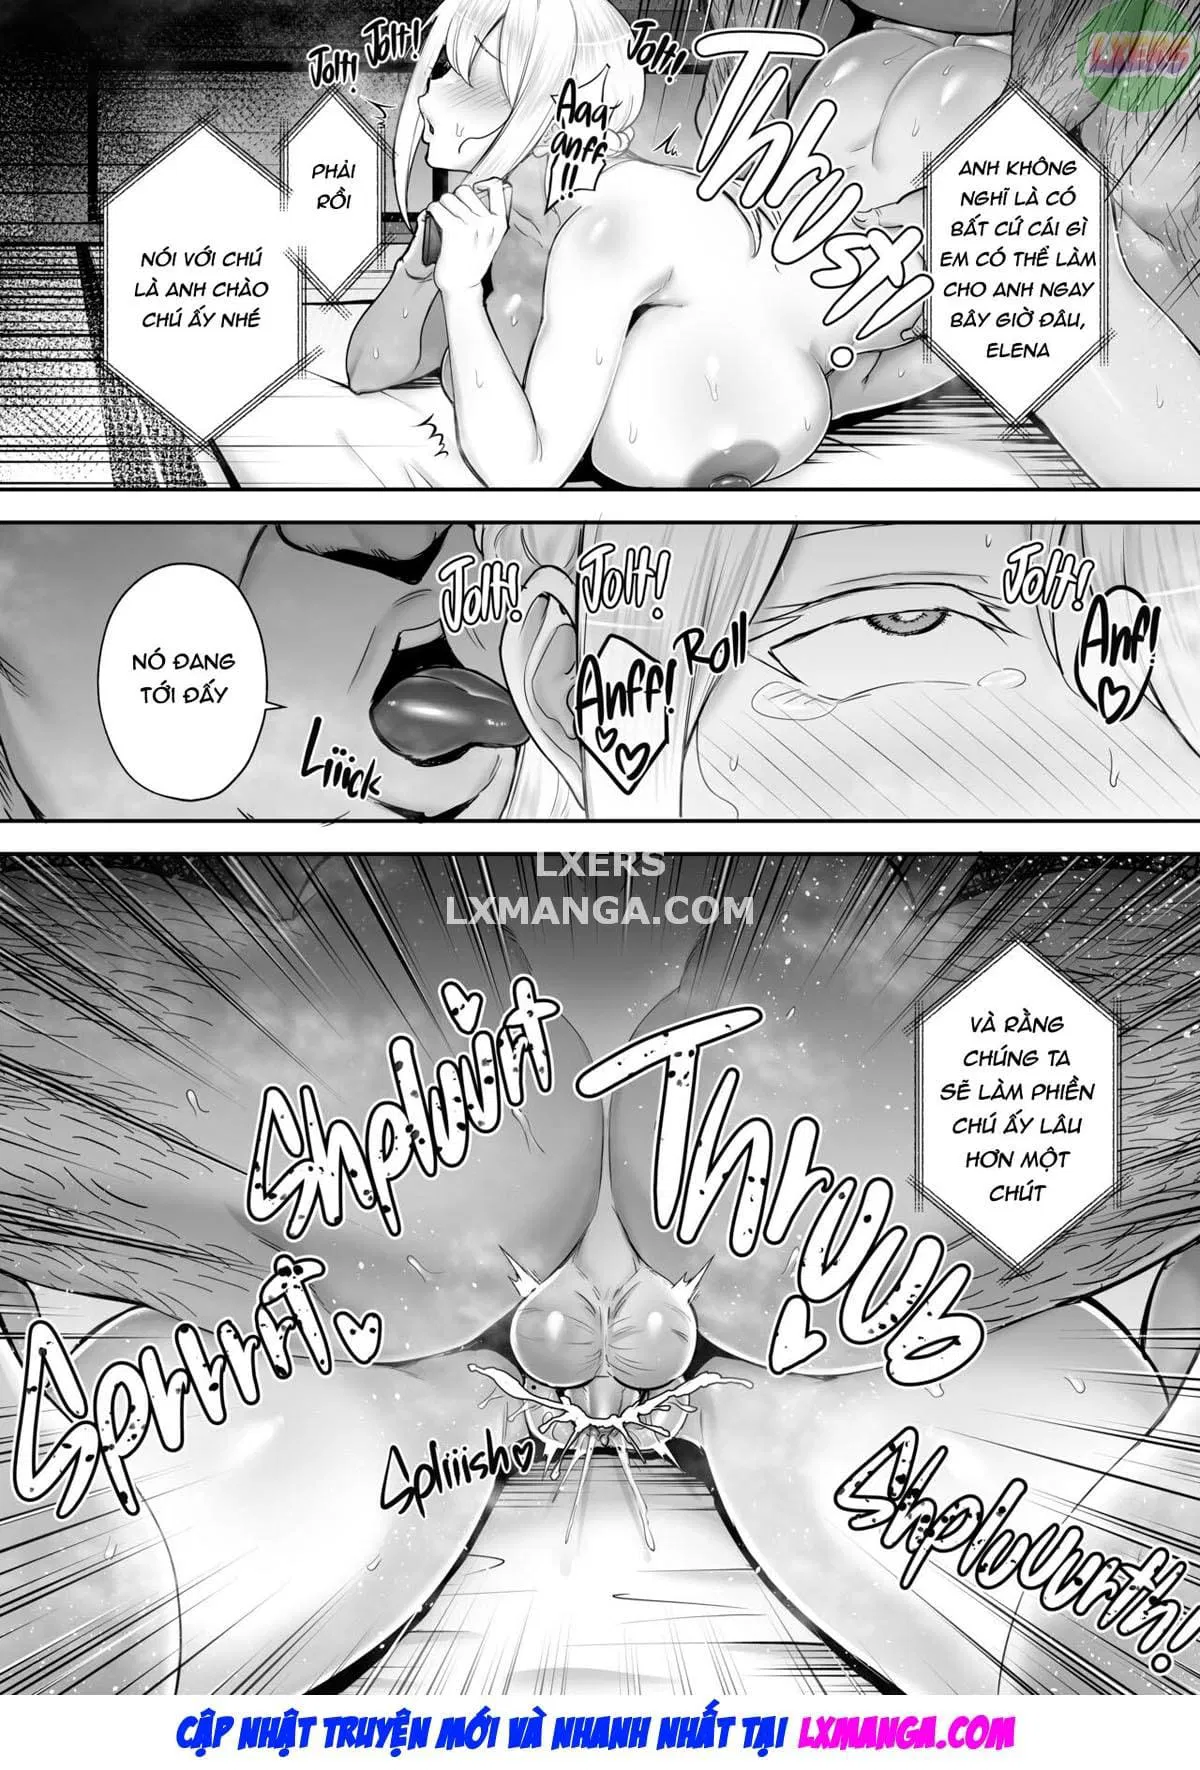 LXERS
Jolt!
Jolt!
Jolt!
Aaa
anff
!!
Thrust!!
ANH KHÔNG
NGHĨ LÀ CÓ
BẤT CỨ CÁI GÌ
EM CÓ THỂ LÀM
CHO ANH NGAY
BÂY GIỜ ĐÂU,
ELENA
PHẢI
RỒI
NÓI VỚI CHÚ
LÀ ANH CHÀO
CHÚ ẤY NHÉ
Jolt!
Anf!
Jolt!
Jolt!
Roll
Anff!
NÓ ĐANG
TỚI ĐẤY
Liiick
LXERS
LXMANGA.COM
VÀ RẰNG
CHÚNG TA
SẼ LÀM PHIỀN
CHÚ ẤY LÂU
HƠN MỘT
CHÚT
Shpluurt
Thruub
Sprrrrt
Spliiish
Shpluuurrth!
CẬP NHẬT TRUYỆN MỚI VÀ NHANH NHẤT TẠI LXMANGA.COM